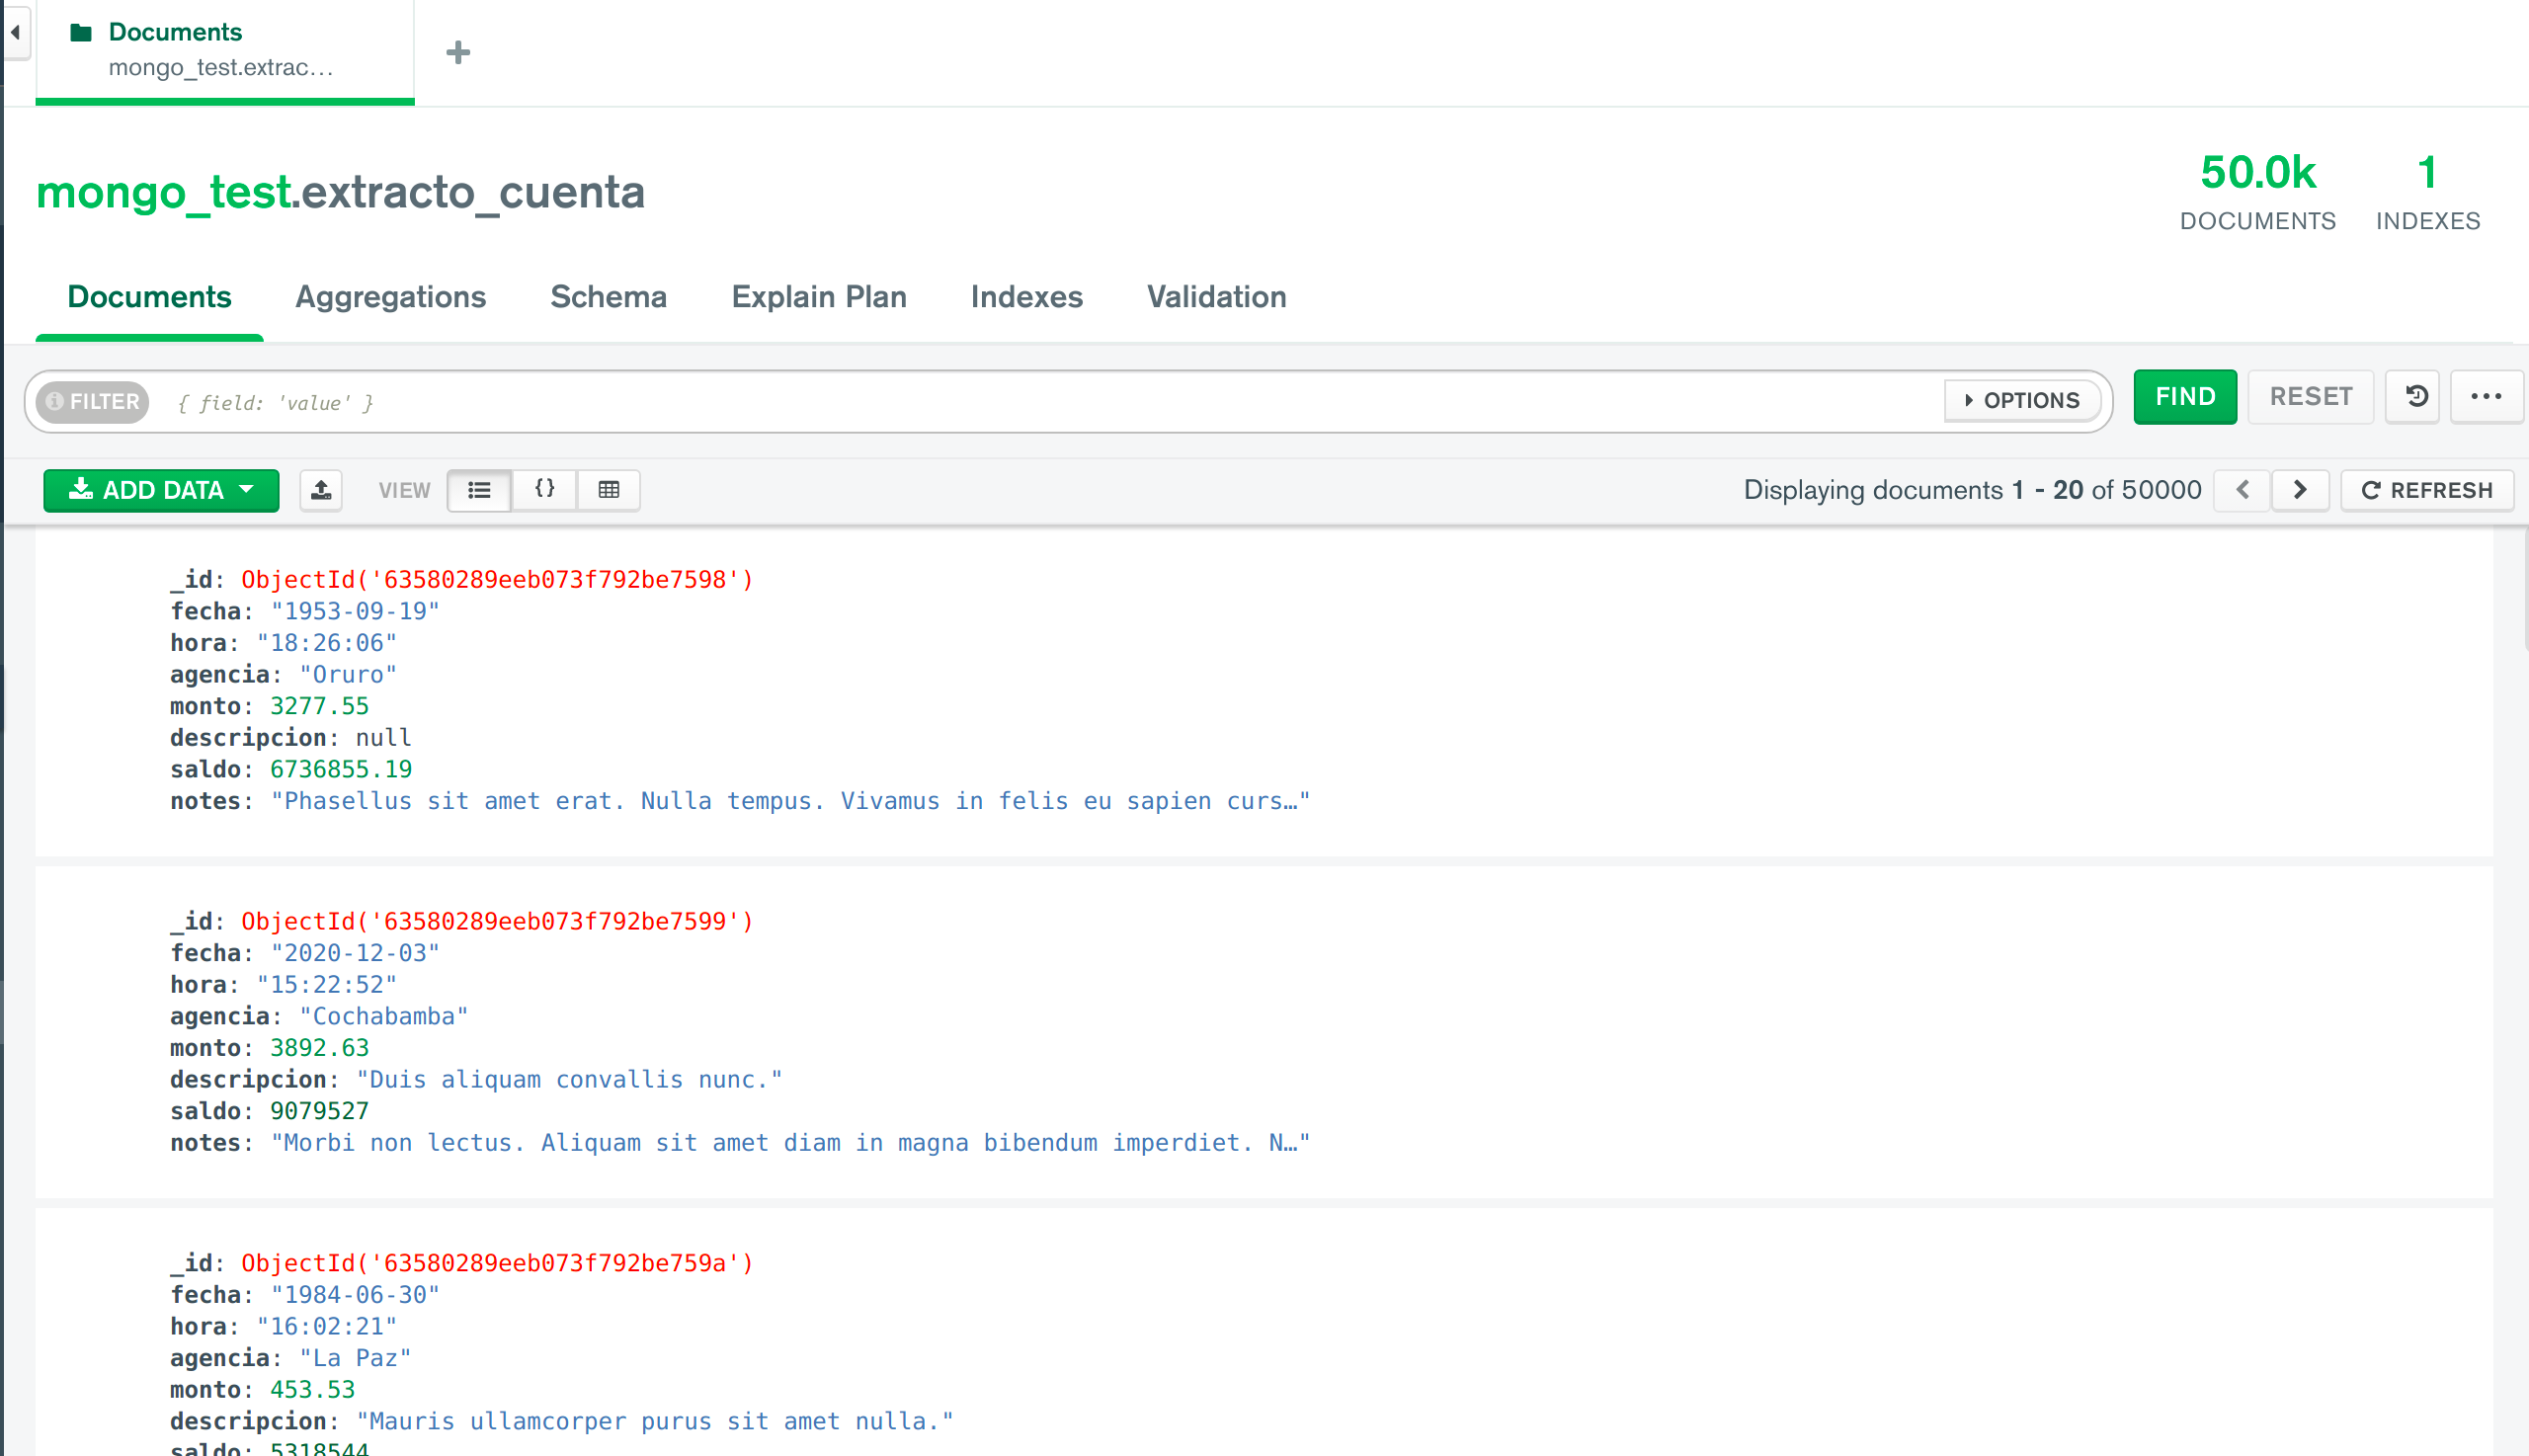 Documents
mongo_test.extrac...
mongo_test.extracto_cuenta
50.0k
DOCUMENTS
1
INDEXES
Documents
Aggregations
Schema
Explain Plan
Indexes
Validation
FILTER
{ field: 'value' }
OPTIONS
FIND
RESET
ADD DATA
VIEW
{}
Displaying documents 1 - 20 of 50000
REFRESH
_id: ObjectId('63580289eeb073f792be7598')
fecha: "1953-09-19"
hora: "18:26:06"
agencia: "Oruro"
monto: 3277.55
descripcion: null
saldo: 6736855.19
notes: "Phasellus sit amet erat. Nulla tempus. Vivamus in felis eu sapien curs…"
_id: ObjectId('63580289eeb073f792be7599')
fecha: "2020-12-03"
hora: "15:22:52"
agencia: "Cochabamba"
monto: 3892.63
descripcion: "Duis aliquam convallis nunc."
saldo: 9079527
notes: "Morbi non lectus. Aliquam sit amet diam in magna bibendum imperdiet. N…"
_id: ObjectId('63580289eeb073f792be759a')
fecha: "1984-06-30"
hora: "16:02:21"
agencia: "La Paz"
monto: 453.53
descripcion: "Mauris ullamcorper purus sit amet nulla."
saldo: 5318544